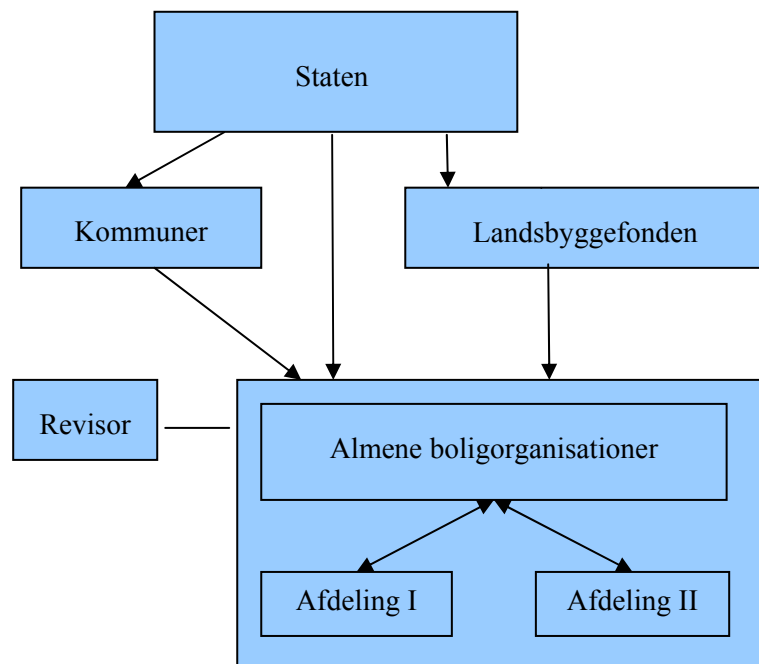 Staten
Kommuner
Landsbyggefonden
Revisor
Almene boligorganisationer
Afdeling I
Afdeling II